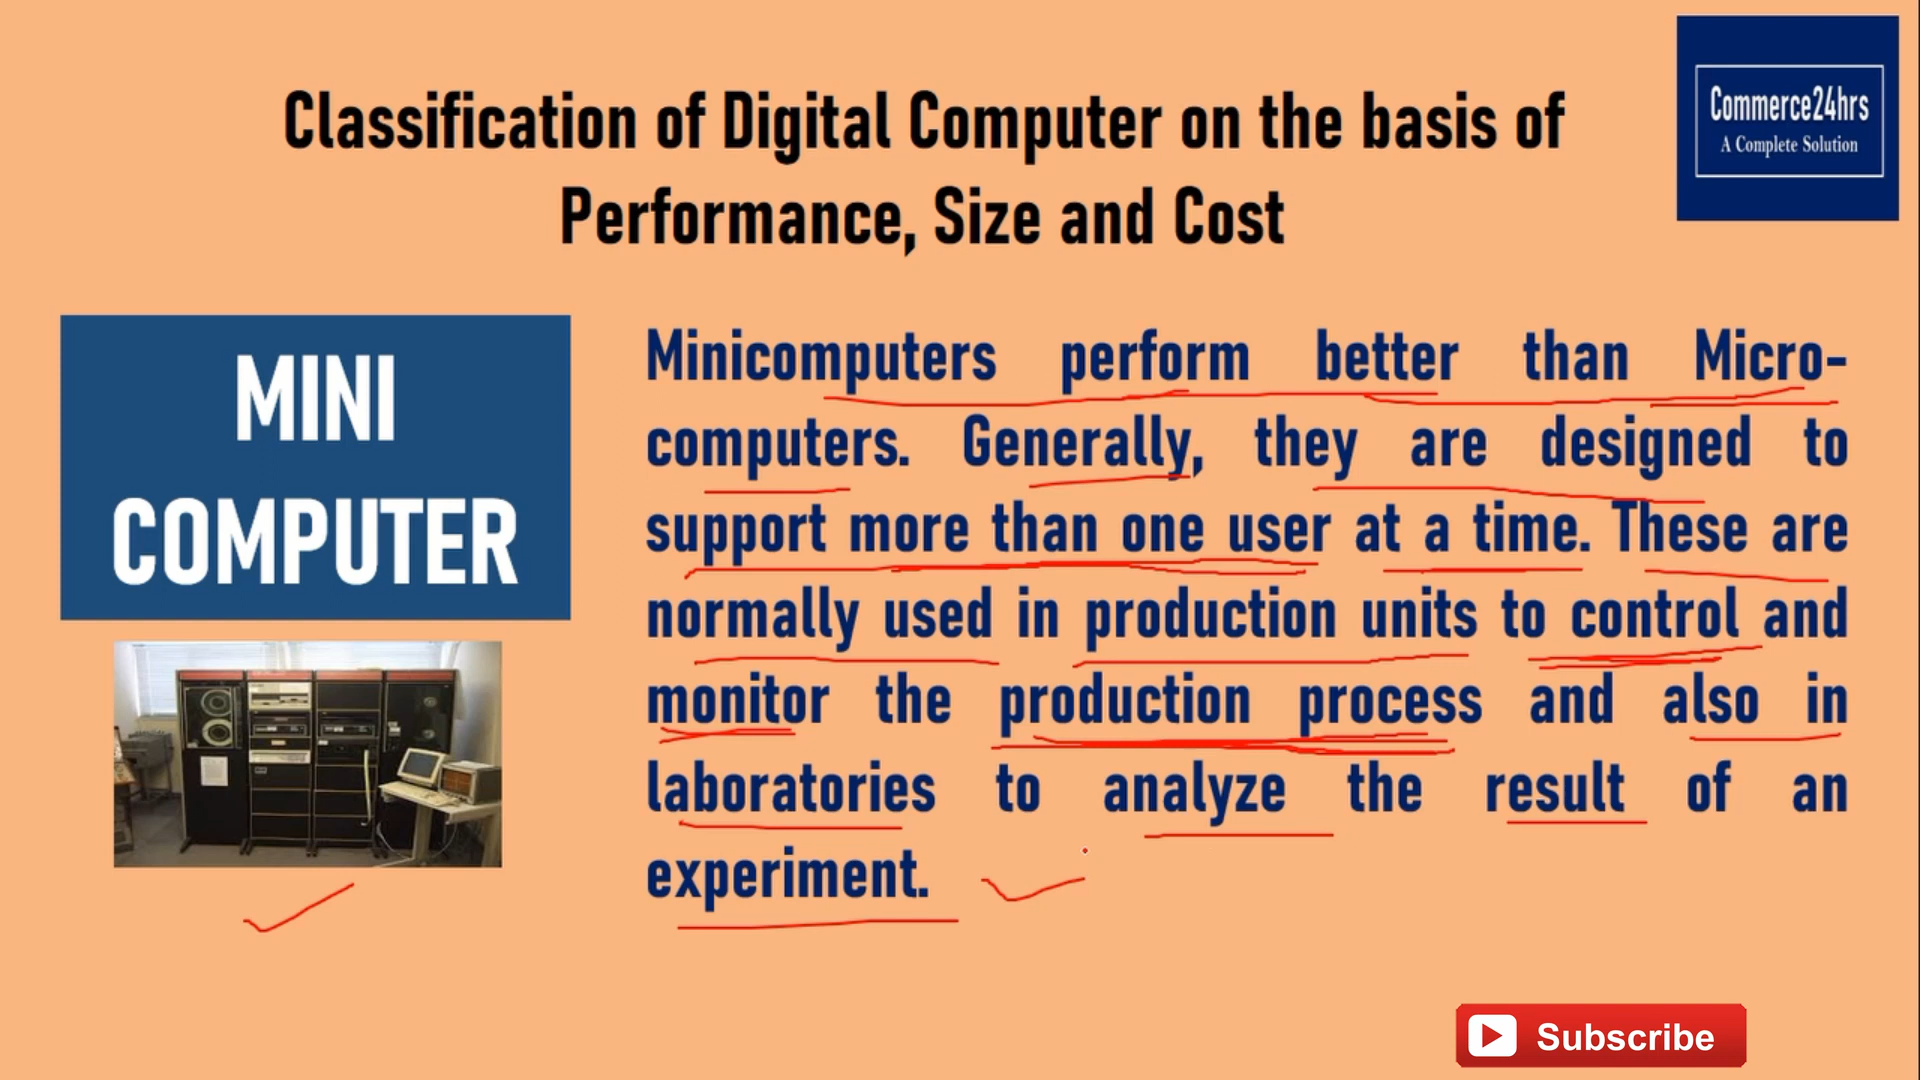 Commerce24hrs
A Complete Solution
Classification of Digital Computer on the basis of
Performance, Size and Cost
MINI
COMPUTER
Minicomputers perform better than Micro-
computers. Generally, they are designed to
support more than one user at a time. These are
normally used in production units to control and
monitor the production process and also in
laboratories to analyze the result of an
experiment.
Subscribe